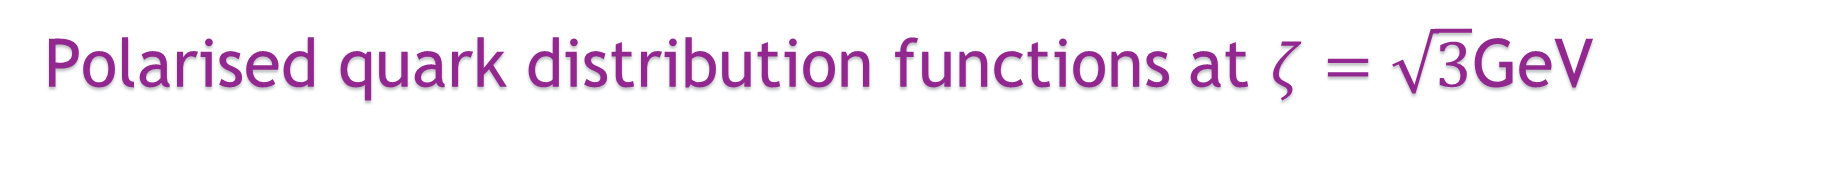 Polarised quark distribution functions at ζ = √3GeV